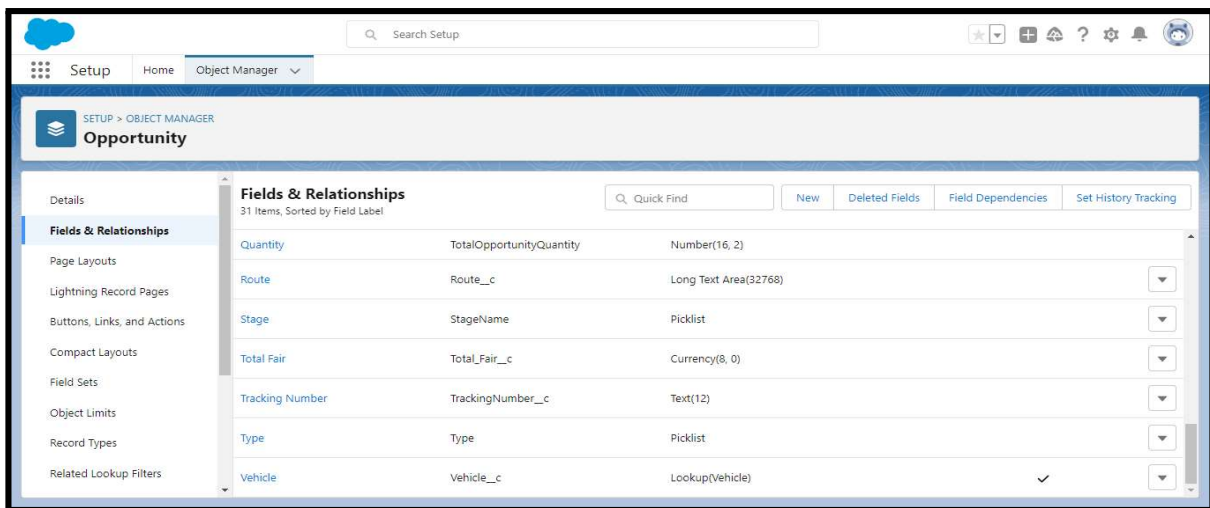 Search Setup
Setup Home Object Manager
SETUP > OBJECT MANAGER
Opportunity
Details
Fields & Relationships
Page Layouts
Lightning Record Pages
Buttons, Links, and Actions
Compact Layouts
Field Sets
Object Limits
Record Types
Related Lookup Filters
Fields & Relationships
31 Items, Sorted by Field Label
Quick Find New Deleted Fields Field Dependencies Set History Tracking
Quantity TotalOpportunityQuantity Number(16, 2)
Route Route__c Long Text Area(32768)
Stage StageName Picklist
Total Fair Total_Fair__c Currency(8, 0)
Tracking Number TrackingNumber__c Text(12)
Type Type Picklist
Vehicle Vehicle__c Lookup(Vehicle)